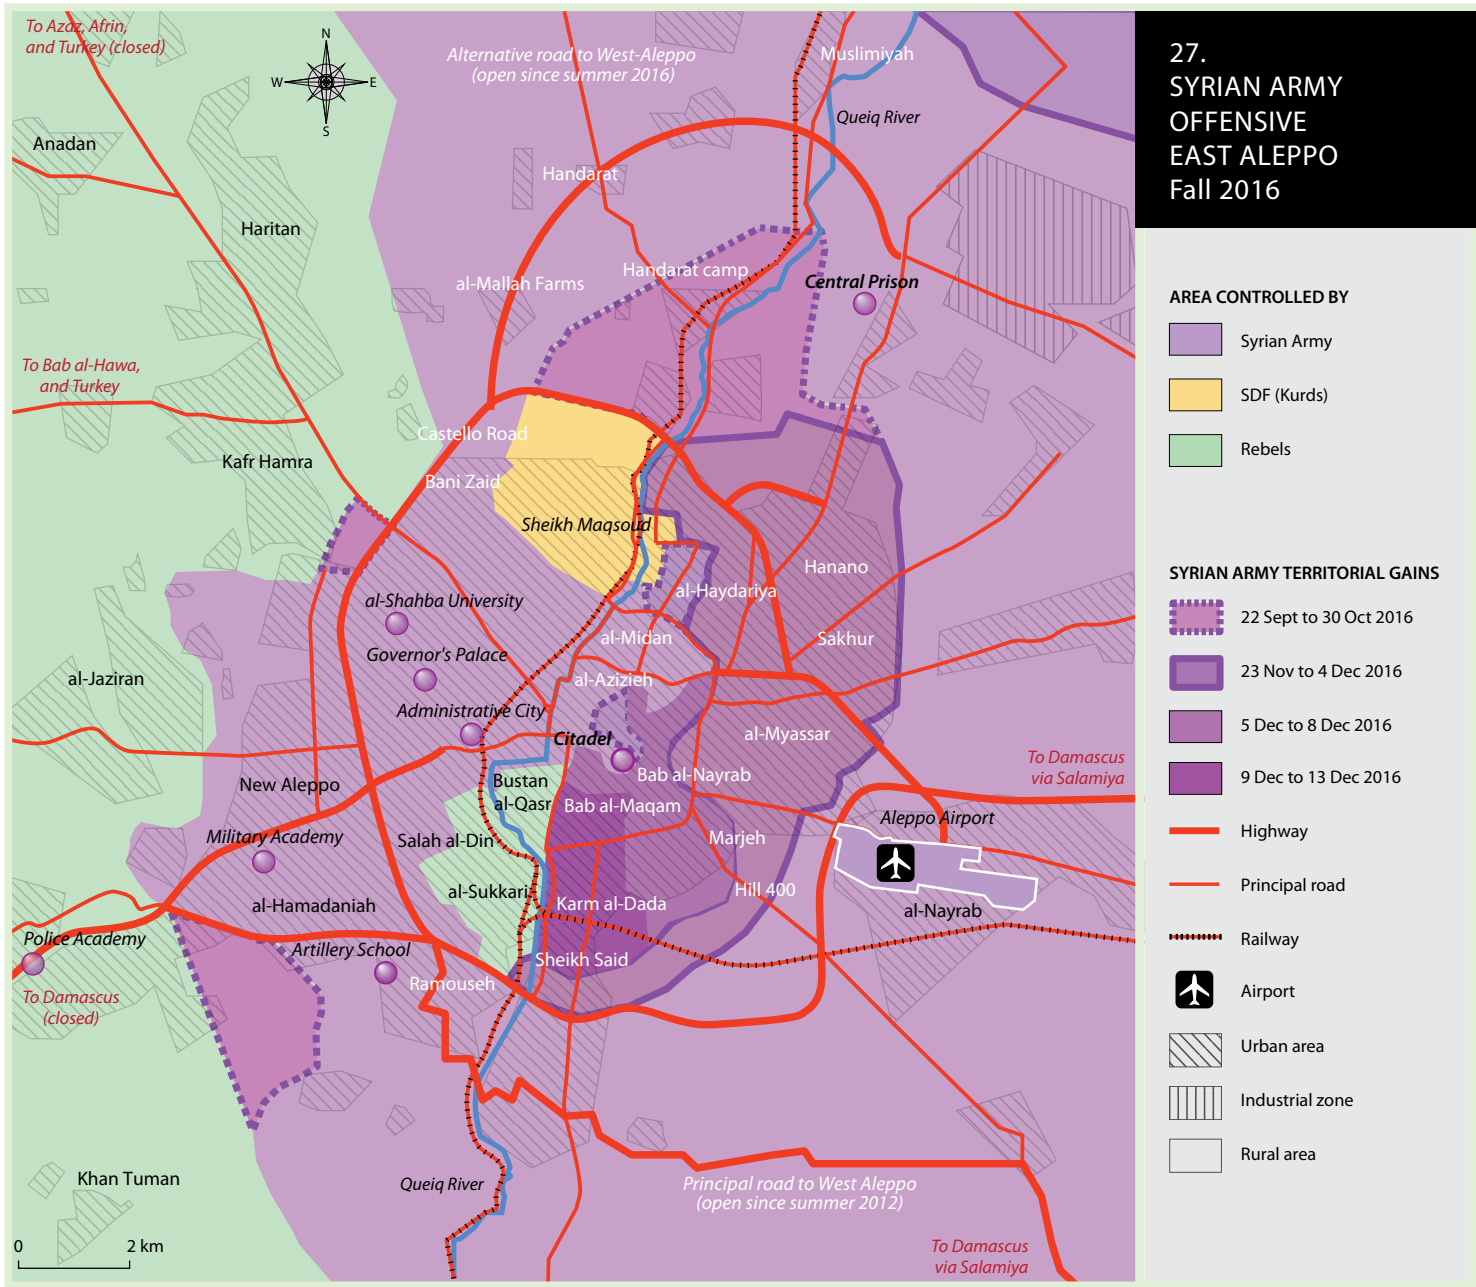 To Azaz, Afrin,
and Turkey (closed)
N
W
E
S
Alternative road to West-Aleppo
(open since summer 2016)
Muslimiyah
Queiq River
Anadan
Handarat
Haritan
Handarat camp
al-Mallah Farms
Central Prison
To Bab al-Hawa,
and Turkey
Castello Road
Kafr Hamra
Bani Zaid
Sheikh Maqsoud
Hanano
al-Haydariya
al-Shahba University
al-Midan
Sakhur
Governor's Palace
al-Jaziran
al-Azizieh
Administrative City
Citadel
al-Myassar
To Damascus
via Salamiya
New Aleppo
Bustan
al-Qasr
Bab al-Nayrab
Bab al-Maqam
Aleppo Airport
Military Academy
Salah al-Din
Marjeh
al-Sukkari
Hill 400
al-Hamadaniah
Karm al-Dada
al-Nayrab
Police Academy
Artillery School
Sheikh Said
Ramouseh
To Damascus
(closed)
Khan Tuman
Queiq River
Principal road to West Aleppo
(open since summer 2012)
To Damascus
via Salamiya
0
2 km
27.
SYRIAN ARMY
OFFENSIVE
EAST ALEPPO
Fall 2016
AREA CONTROLLED BY
Syrian Army
SDF (Kurds)
Rebels
SYRIAN ARMY TERRITORIAL GAINS
22 Sept to 30 Oct 2016
23 Nov to 4 Dec 2016
5 Dec to 8 Dec 2016
9 Dec to 13 Dec 2016
Highway
Principal road
Railway
Airport
Urban area
Industrial zone
Rural area